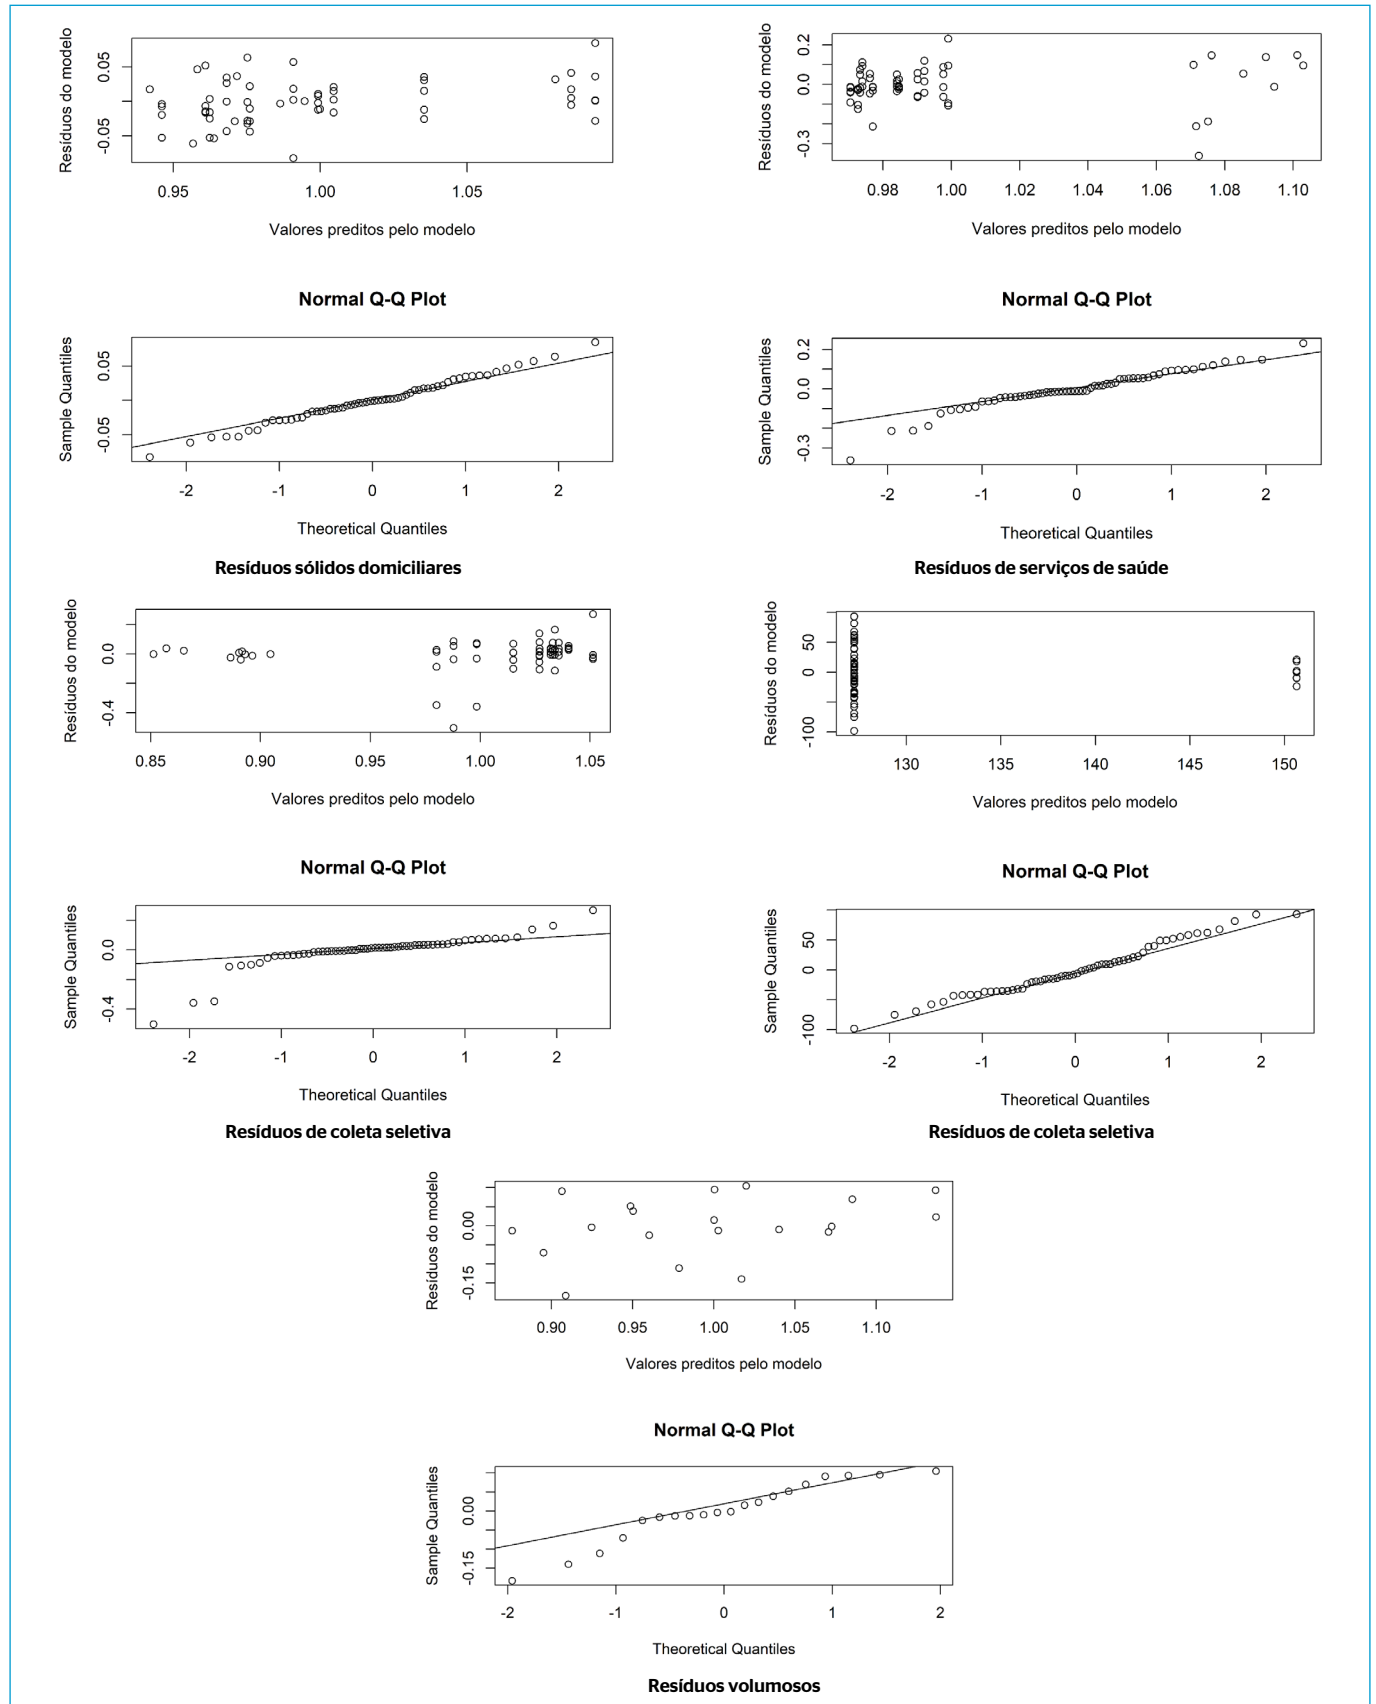 Resíduos do modelo
0.05
-0.05
0.95 1.00 1.05
Valores preditos pelo modelo
Normal Q-Q Plot
Sample Quantiles
0.05
-0.05
-2 -1 0 1 2
Theoretical Quantiles
Resíduos sólidos domiciliares
Resíduos do modelo
0.2
0.0
-0.3
0.98 1.00 1.02 1.04 1.06 1.08 1.10
Valores preditos pelo modelo
Normal Q-Q Plot
Sample Quantiles
0.2
0.0
-0.3
-2 -1 0 1 2
Theoretical Quantiles
Resíduos de serviços de saúde
Resíduos do modelo
0.0
-0.4
0.85 0.90 0.95 1.00 1.05
Valores preditos pelo modelo
Normal Q-Q Plot
Sample Quantiles
0.0
-0.4
-2 -1 0 1 2
Theoretical Quantiles
Resíduos de coleta seletiva
Resíduos do modelo
50
0
-100
130 135 140 145 150
Valores preditos pelo modelo
Normal Q-Q Plot
Sample Quantiles
50
0
-100
-2 -1 0 1 2
Theoretical Quantiles
Resíduos de coleta seletiva
Resíduos do modelo
0.00
-0.15
0.90 0.95 1.00 1.05 1.10
Valores preditos pelo modelo
Normal Q-Q Plot
Sample Quantiles
0.00
-0.15
-2 -1 0 1 2
Theoretical Quantiles
Resíduos volumosos